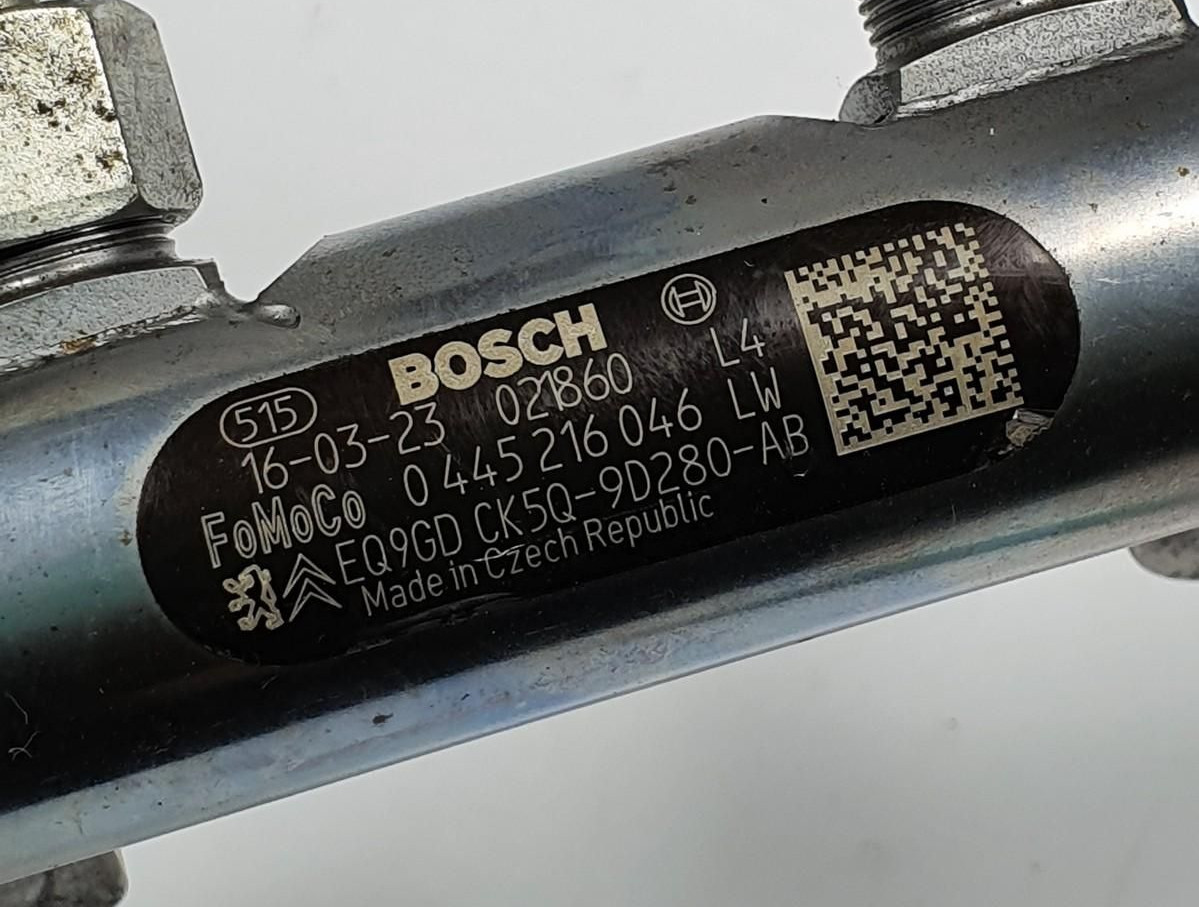 BOSCH
515
16-03-23 021860 L4
FoMoCo 0 445 216 046 LW
EQ9GD CK5Q-9D280-AB
Made in Czech Republic